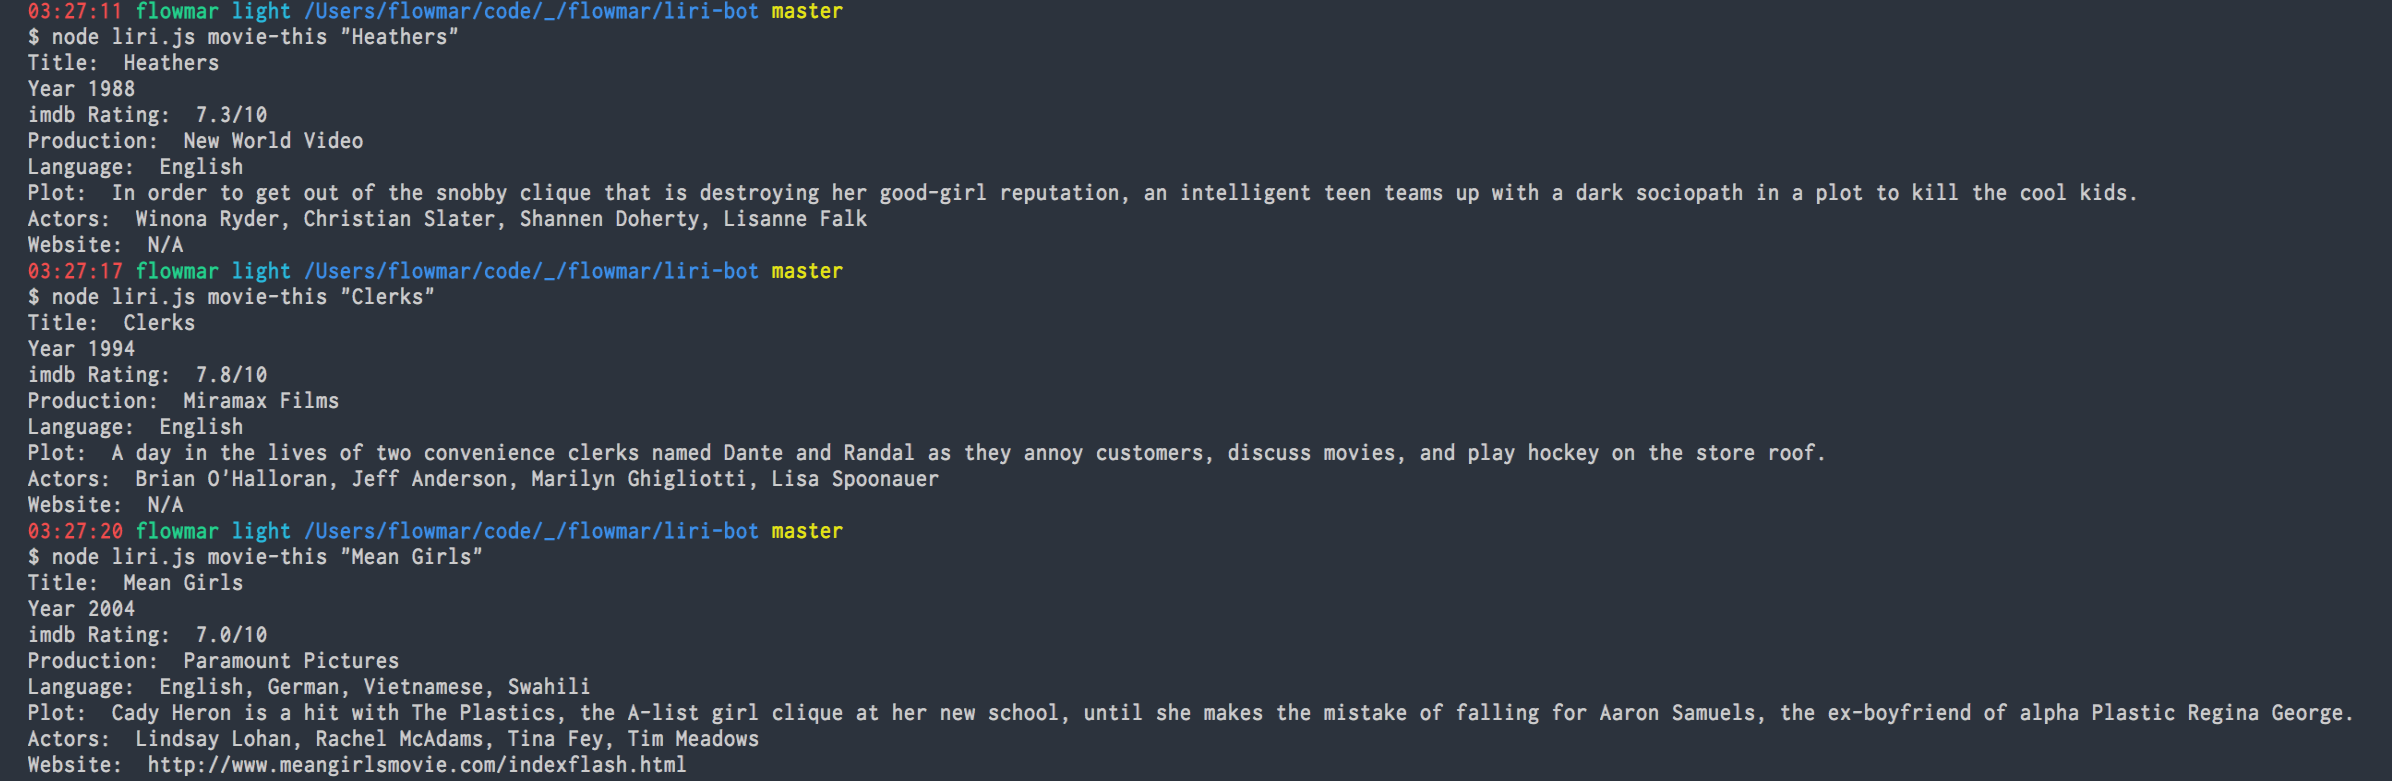 03:27:11 flowmar light /Users/flowmar/code/_/flowmar/liri-bot master
$ node liri.js movie-this "Heathers"
Title:  Heathers
Year 1988
imdb Rating:  7.3/10
Production:  New World Video
Language:  English
Plot:  In order to get out of the snobby clique that is destroying her good-girl reputation, an intelligent teen teams up with a dark sociopath in a plot to kill the cool kids.
Actors:  Winona Ryder, Christian Slater, Shannen Doherty, Lisanne Falk
Website:  N/A
03:27:17 flowmar light /Users/flowmar/code/_/flowmar/liri-bot master
$ node liri.js movie-this "Clerks"
Title:  Clerks
Year 1994
imdb Rating:  7.8/10
Production:  Miramax Films
Language:  English
Plot:  A day in the lives of two convenience clerks named Dante and Randal as they annoy customers, discuss movies, and play hockey on the store roof.
Actors:  Brian O'Halloran, Jeff Anderson, Marilyn Ghigliotti, Lisa Spoonauer
Website:  N/A
03:27:20 flowmar light /Users/flowmar/code/_/flowmar/liri-bot master
$ node liri.js movie-this "Mean Girls"
Title:  Mean Girls
Year 2004
imdb Rating:  7.0/10
Production:  Paramount Pictures
Language:  English, German, Vietnamese, Swahili
Plot:  Cady Heron is a hit with The Plastics, the A-list girl clique at her new school, until she makes the mistake of falling for Aaron Samuels, the ex-boyfriend of alpha Plastic Regina George.
Actors:  Lindsay Lohan, Rachel McAdams, Tina Fey, Tim Meadows
Website:  http://www.meangirlsmovie.com/indexflash.html